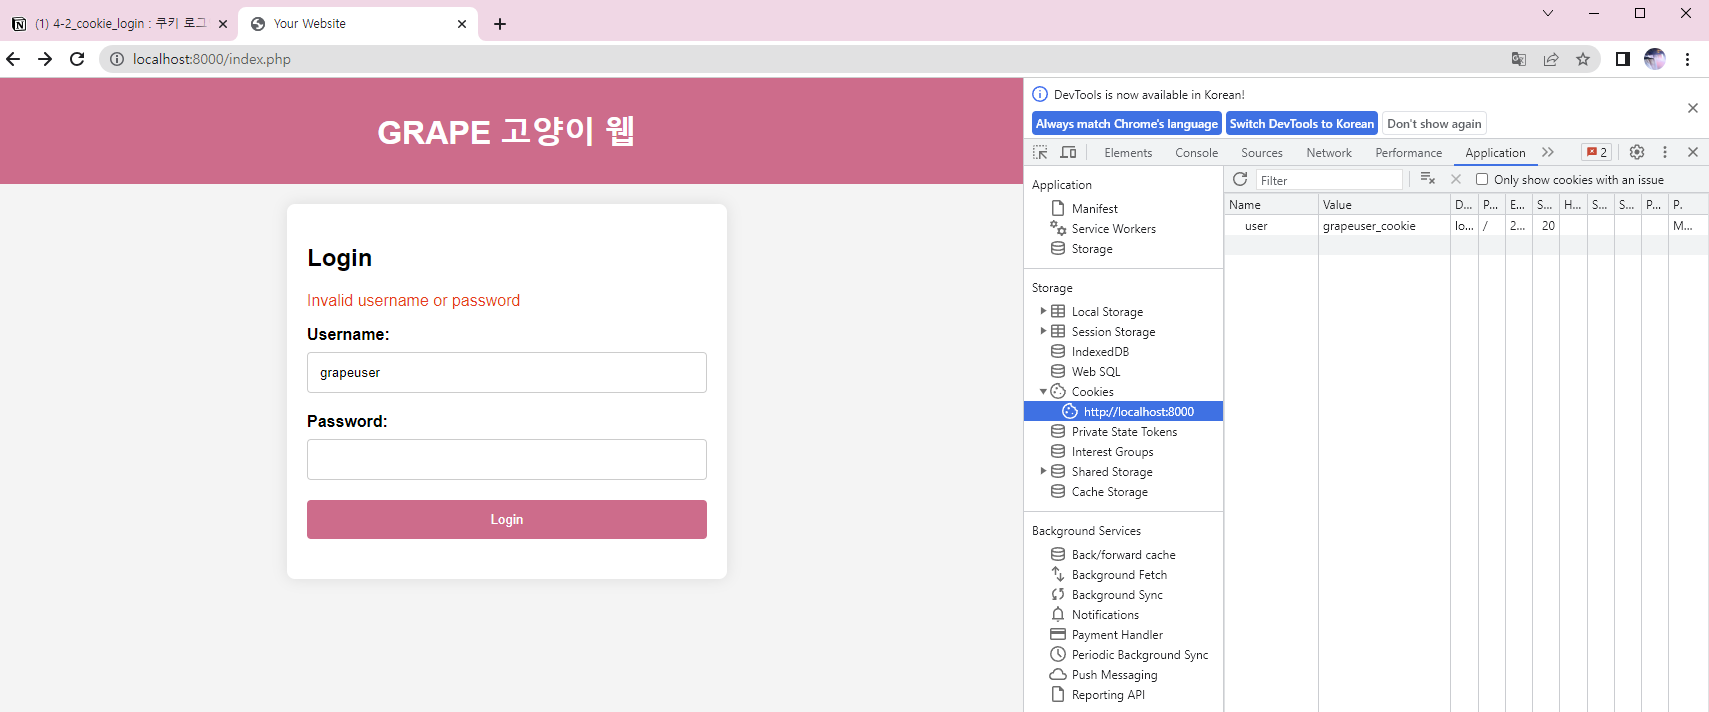 (1) 4-2_cookie_login : 쿠키 로그
Your Website
localhost:8000/index.php
GRAPE 고양이 웹
Login
Invalid username or password
Username:
grapeuser
Password:
Login
DevTools is now available in Korean!
Always match Chrome's language
Switch DevTools to Korean
Don't show again
Elements
Console
Sources
Network
Performance
Application
2
Application
Manifest
Service Workers
Storage
Storage
Local Storage
Session Storage
IndexedDB
Web SQL
Cookies
http://localhost:8000
Private State Tokens
Interest Groups
Shared Storage
Cache Storage
Background Services
Back/forward cache
Background Fetch
Background Sync
Notifications
Payment Handler
Periodic Background Sync
Push Messaging
Reporting API
Filter
Only show cookies with an issue
Name Value D... P... E... S... H... S... S... P... P.
user grapeuser_cookie lo... / 2... 20 M...